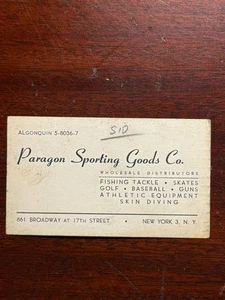 SID
ALGONQUIN 5-8036-7
Paragon Sporting Goods Co.
WHOLESALE DISTRIBUTORS
FISHING TACKLE • SKATES
GOLF • BASEBALL • GUNS
ATHLETIC EQUIPMENT
SKIN DIVING
861 BROADWAY AT 17TH STREET • NEW YORK 3, N. Y.